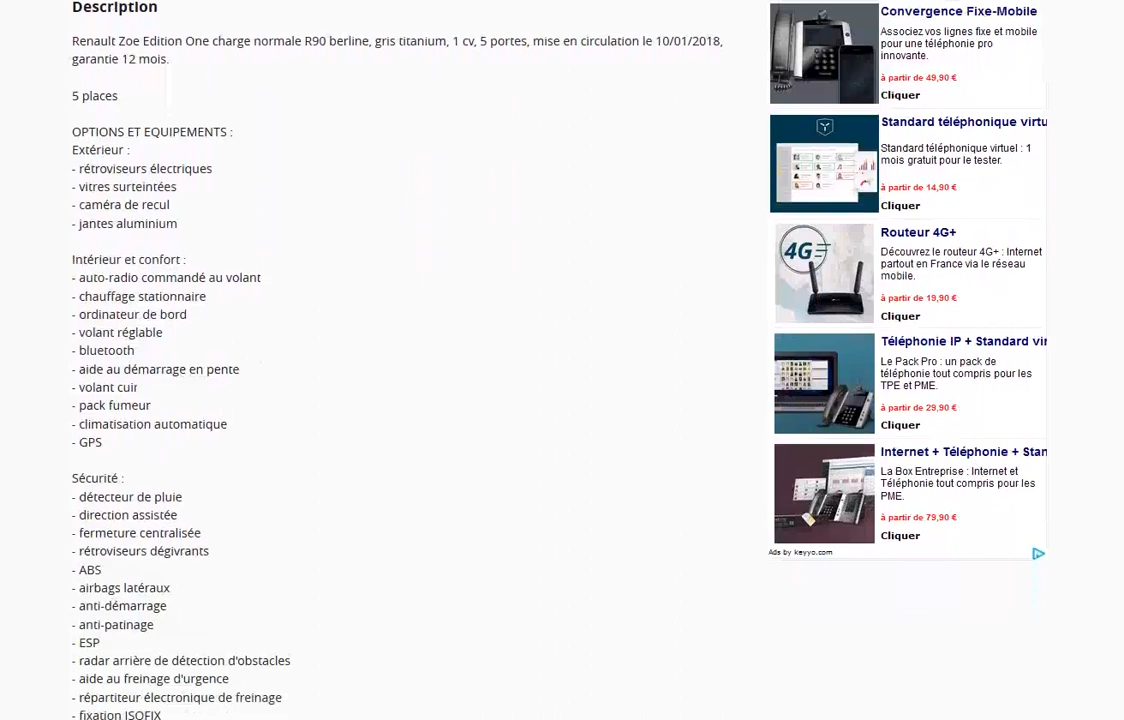 Description
Renault Zoe Edition One charge normale R90 berline, gris titanium, 1 cv, 5 portes, mise en circulation le 10/01/2018,
garantie 12 mois.
5 places
OPTIONS ET EQUIPEMENTS :
Extérieur :
- rétroviseurs électriques
- vitres surteintées
- caméra de recul
- jantes aluminium
Intérieur et confort :
- auto-radio commandé au volant
- chauffage stationnaire
- ordinateur de bord
- volant réglable
- bluetooth
- aide au démarrage en pente
- volant cuir
- pack fumeur
- climatisation automatique
- GPS
Sécurité :
- détecteur de pluie
- direction assistée
- fermeture centralisée
- rétroviseurs dégivrants
- ABS
- airbags latéraux
- anti-démarrage
- anti-patinage
- ESP
- radar arrière de détection d'obstacles
- aide au freinage d'urgence
- répartiteur électronique de freinage
- fixation ISOFIX
Convergence Fixe-Mobile
Associez vos lignes fixe et mobile
pour une téléphonie pro
innovante.
à partir de 49,90 €
Cliquer
Standard téléphonique virtu
Standard téléphonique virtuel : 1
mois gratuit pour le tester.
à partir de 14,90 €
Cliquer
4G
Routeur 4G+
Découvrez le routeur 4G+ : Internet
partout en France via le réseau
mobile.
à partir de 19,90 €
Cliquer
Téléphonie IP + Standard vir
Le Pack Pro : un pack de
téléphonie tout compris pour les
TPE et PME.
à partir de 29,90 €
Cliquer
Internet + Téléphonie + Stan
La Box Entreprise : Internet et
Téléphonie tout compris pour les
PME.
à partir de 79,90 €
Cliquer
Ads by keyyo.com